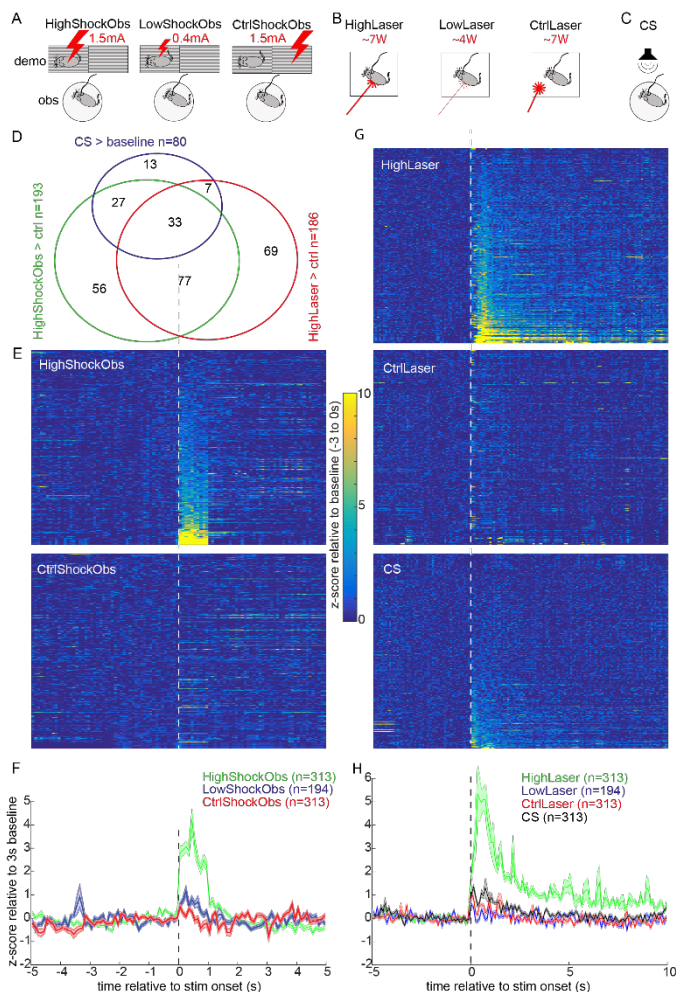 A
HighShockObs LowShockObs CtrlShockObs
1.5mA 0.4mA 1.5mA
demo
obs
B
HighLaser LowLaser CtrlLaser
~7W ~4W ~7W
C
CS
D
CS > baseline n=80
13
27
7
33
69
56
77
HighShockObs > ctrl n=193
HighLaser > ctrl n=186
E
HighShockObs
CtrlShockObs
10
5
0
z-score relative to baseline (-3 to 0s)
G
HighLaser
CtrlLaser
CS
F
HighShockObs (n=313)
LowShockObs (n=194)
CtrlShockObs (n=313)
z-score relative to 3s baseline
6
5
4
3
2
1
0
-1
-2
-5 -4 -3 -2 -1 0 1 2 3 4 5
time relative to stim onset (s)
H
HighLaser (n=313)
LowLaser (n=194)
CtrlLaser (n=313)
CS (n=313)
6
5
4
3
2
1
0
-1
-2
-5 0 5 10
time relative to stim onset (s)